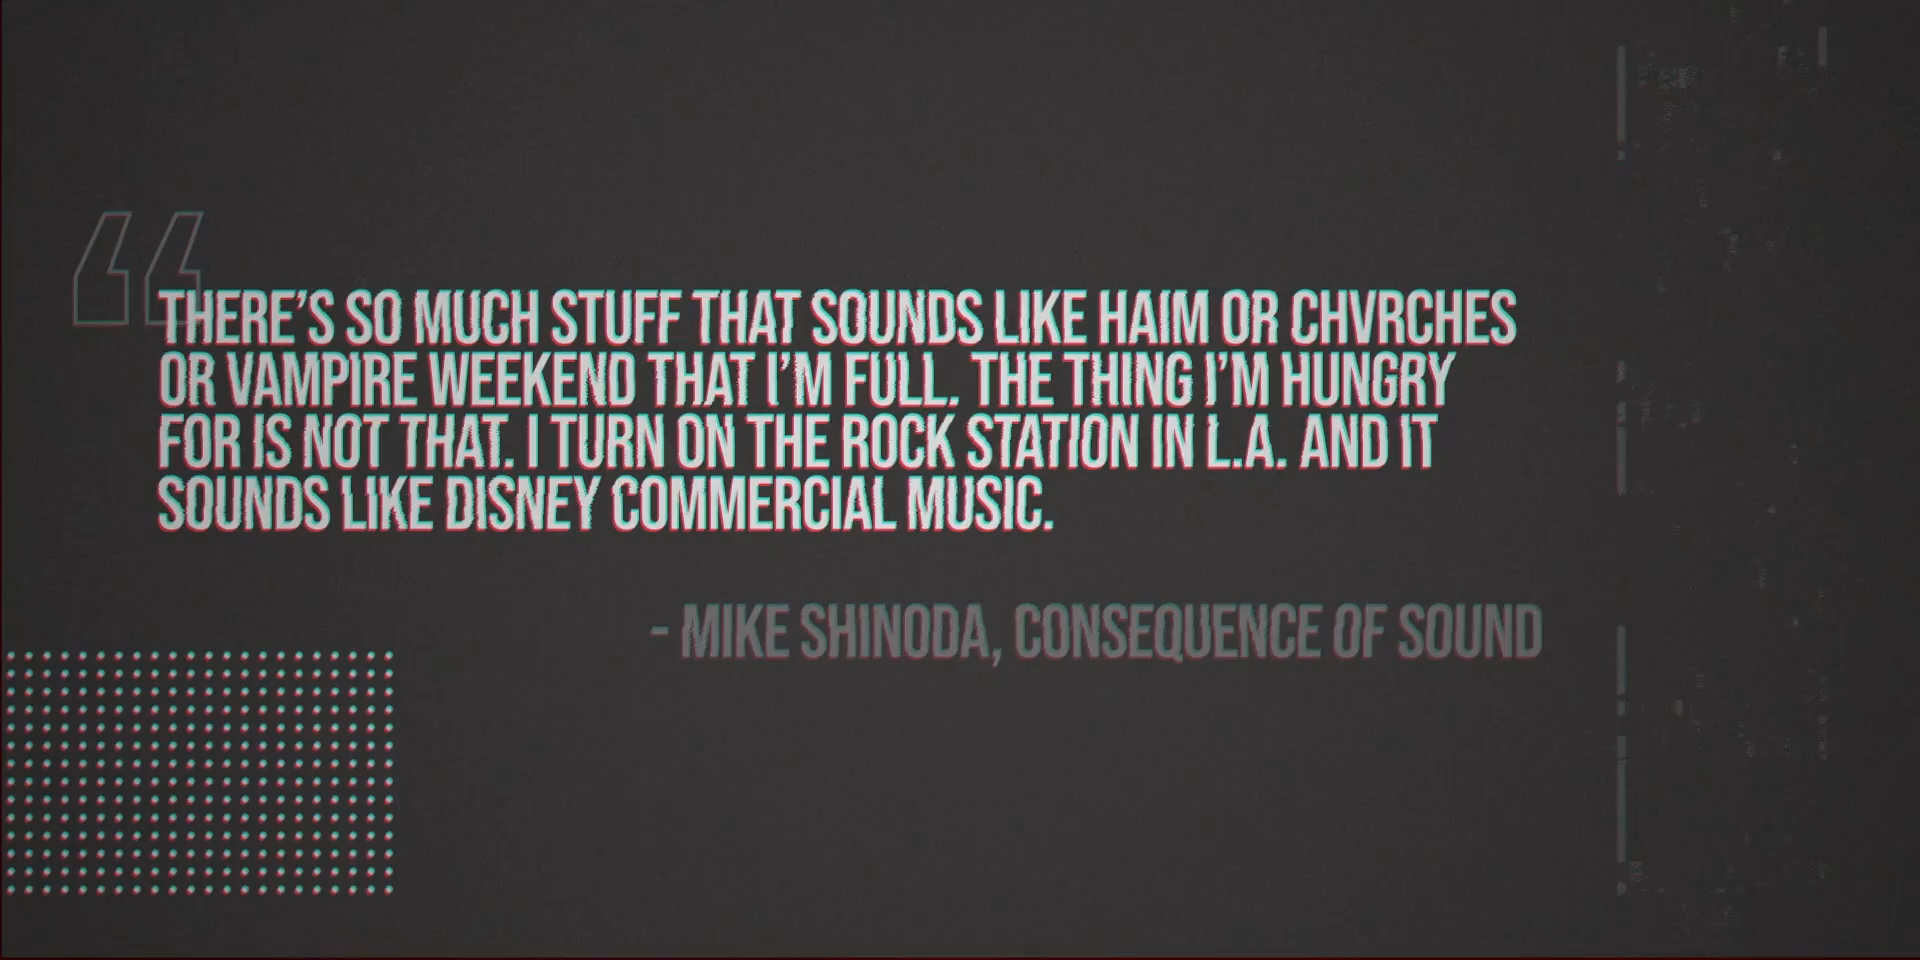 “
THERE’S SO MUCH STUFF THAT SOUNDS LIKE HAIM OR CHVRCHES
OR VAMPIRE WEEKEND THAT I’M FULL. THE THING I’M HUNGRY
FOR IS NOT THAT. I TURN ON THE ROCK STATION IN L.A. AND IT
SOUNDS LIKE DISNEY COMMERCIAL MUSIC.
- MIKE SHINODA, CONSEQUENCE OF SOUND